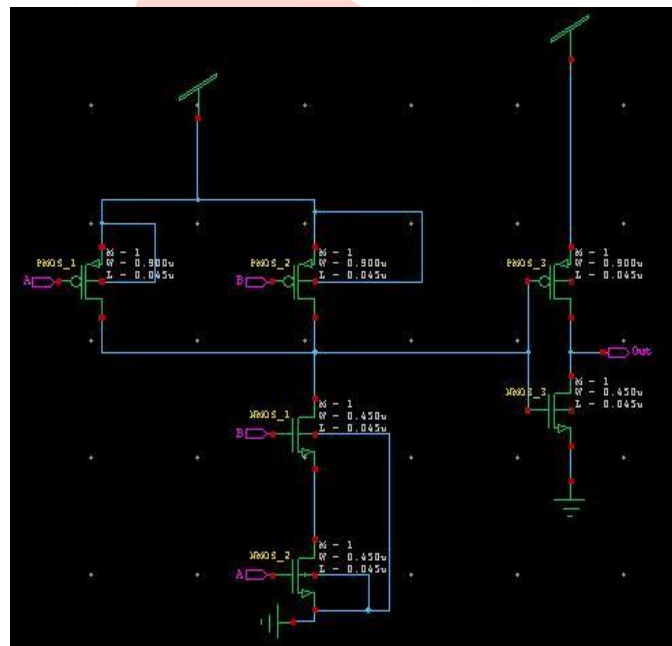 PMOS_1
M - 1
W - 0.900u
L - 0.045u
A
PMOS_2
M - 1
W - 0.900u
L - 0.045u
B
PMOS_3
M - 1
W - 0.900u
L - 0.045u
Out
NMOS_1
M - 1
W - 0.450u
L - 0.045u
B
NMOS_3
M - 1
W - 0.450u
L - 0.045u
NMOS_2
M - 1
W - 0.450u
L - 0.045u
A